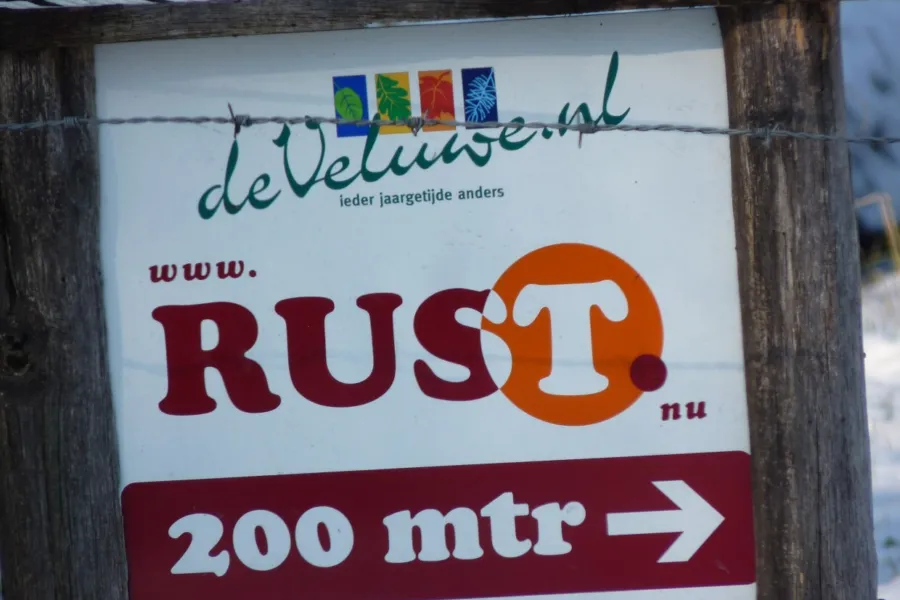 deVeluwe.nl
ieder jaargetijde anders
www.
RUST.
nu
200 mtr →